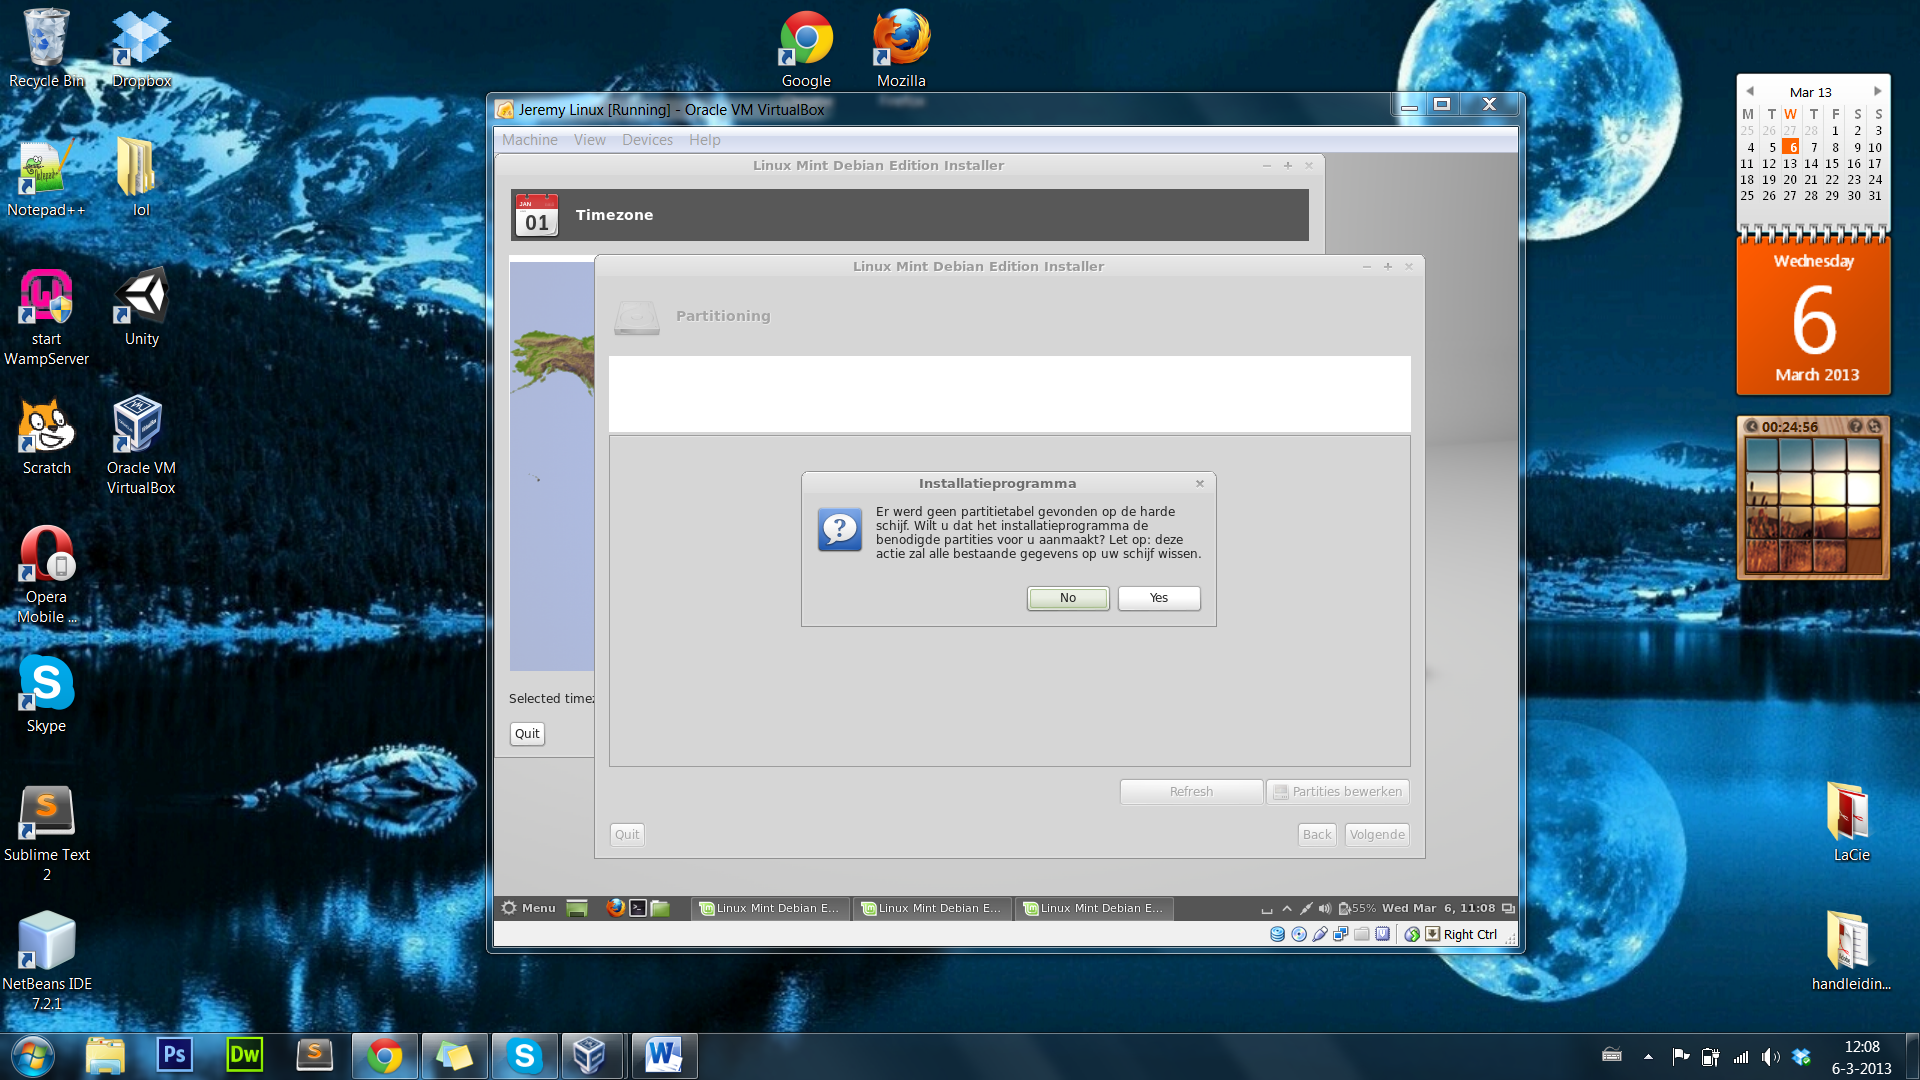 Recycle Bin
Dropbox
Google
Mozilla
Notepad++
lol
start
WampServer
Unity
Scratch
Oracle VM
VirtualBox
Opera
Mobile ...
Skype
Sublime Text
2
NetBeans IDE
7.2.1
Jeremy Linux [Running] - Oracle VM VirtualBox
Machine View Devices Help
Linux Mint Debian Edition Installer
JAN
01
Timezone
Linux Mint Debian Edition Installer
Partitioning
Installatieprogramma
Er werd geen partitietabel gevonden op de harde
schijf. Wilt u dat het installatieprogramma de
benodigde partities voor u aanmaakt? Let op: deze
actie zal alle bestaande gegevens op uw schijf wissen.
No Yes
Quit
Refresh Partities bewerken
Quit Back Volgende
Menu
Linux Mint Debian E...
Linux Mint Debian E...
Linux Mint Debian E...
55% Wed Mar 6, 11:08
Right Ctrl
Mar 13
M T W T F S S
25 26 27 28 1 2 3
4 5 6 7 8 9 10
11 12 13 14 15 16 17
18 19 20 21 22 23 24
25 26 27 28 29 30 31
Wednesday
6
March 2013
00:24:56
LaCie
handleidin...
Ps
Dw
12:08
6-3-2013